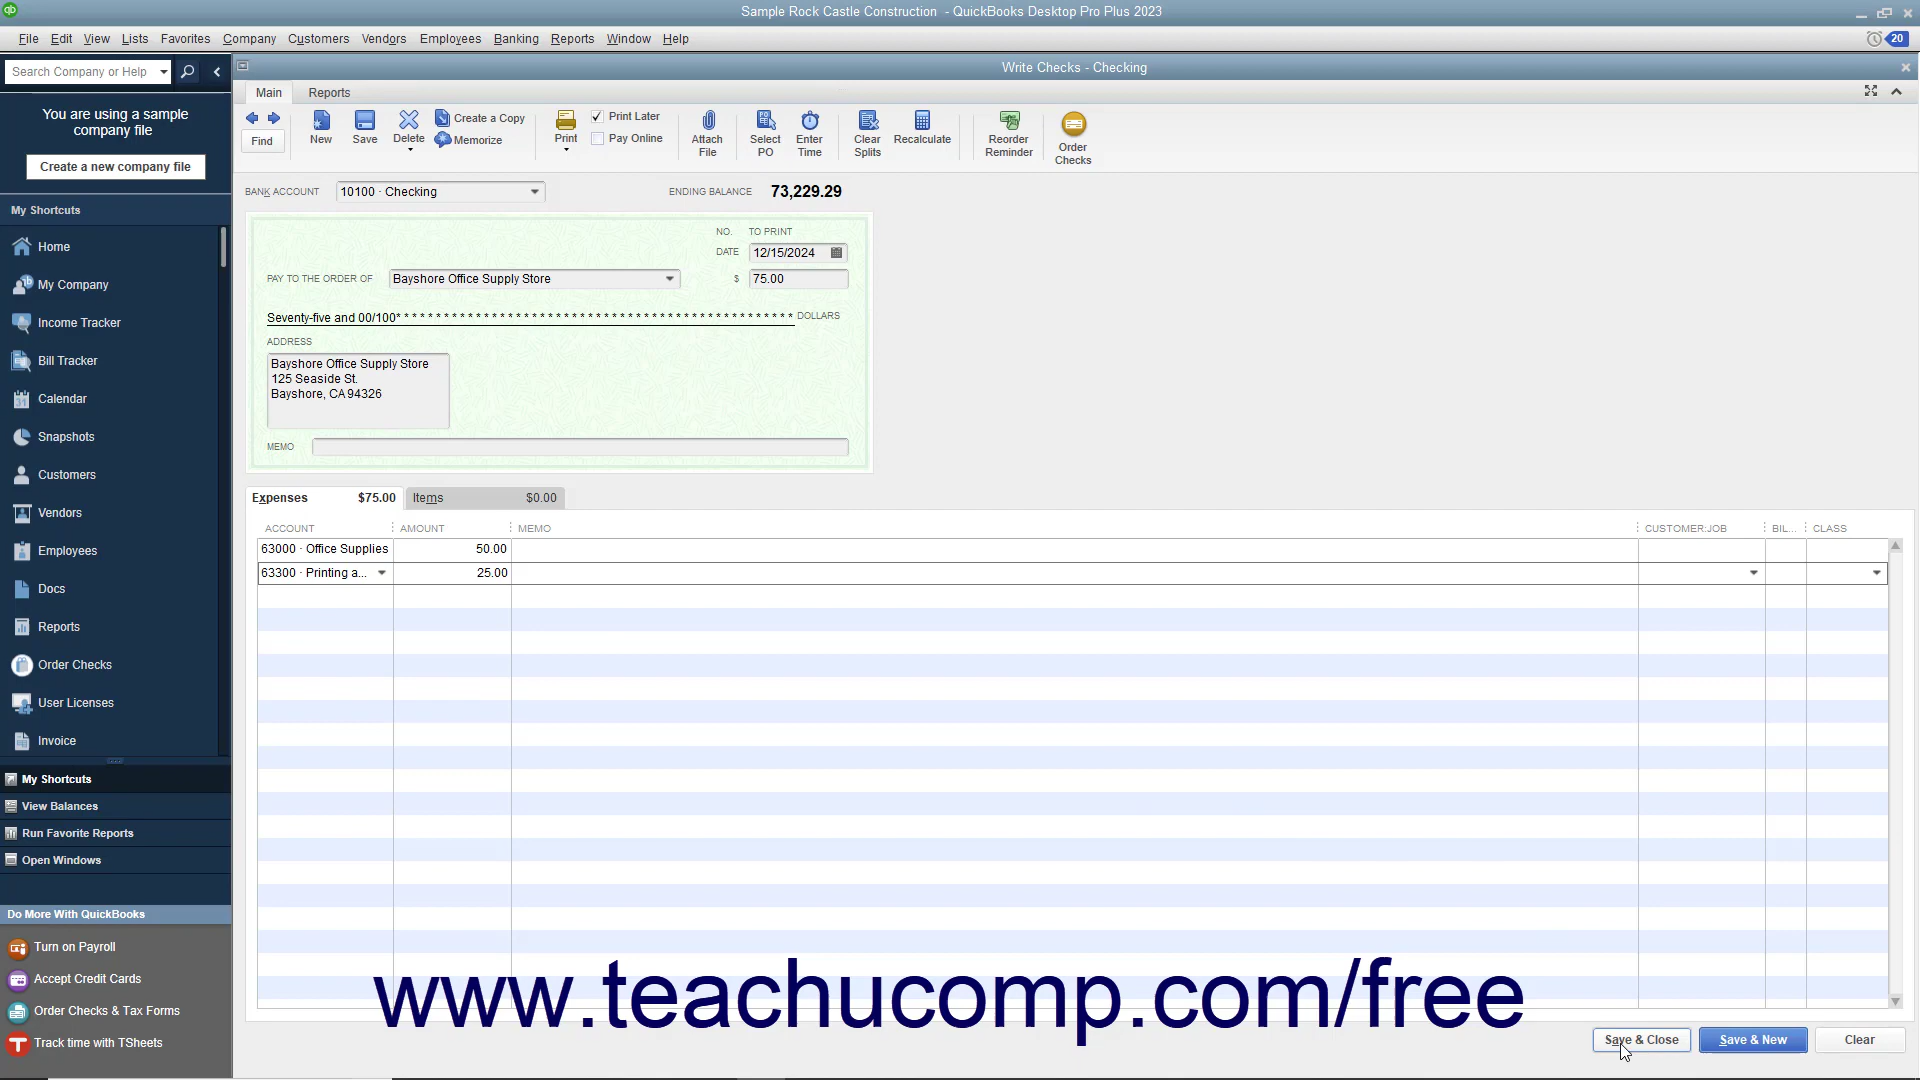 Sample Rock Castle Construction - QuickBooks Desktop Pro Plus 2023
File Edit View Lists Favorites Company Customers Vendors Employees Banking Reports Window Help 20
Search Company or Help
Write Checks - Checking
You are using a sample
company file
Create a new company file
My Shortcuts
Home
My Company
Income Tracker
Bill Tracker
Calendar
Snapshots
Customers
Vendors
Employees
Docs
Reports
Order Checks
User Licenses
Invoice
My Shortcuts
View Balances
Run Favorite Reports
Open Windows
Do More With QuickBooks
Turn on Payroll
Accept Credit Cards
Order Checks & Tax Forms
Track time with TSheets
Main Reports
Find
New
Save
Delete
Create a Copy
Memorize
Print
Print Later
Pay Online
Attach
File
Select
PO
Enter
Time
Clear
Splits
Recalculate
Reorder
Reminder
Order
Checks
BANK ACCOUNT 10100 · Checking ENDING BALANCE 73,229.29
NO. TO PRINT
DATE 12/15/2024
PAY TO THE ORDER OF Bayshore Office Supply Store $ 75.00
Seventy-five and 00/100* * * * * * * * * * * * * * * * * * * * * * * * * * * * * * * * * * * * * * * * * * * * * * * * * DOLLARS
ADDRESS
Bayshore Office Supply Store
125 Seaside St.
Bayshore, CA 94326
MEMO
Expenses $75.00 Items $0.00
ACCOUNT AMOUNT MEMO CUSTOMER:JOB BIL... CLASS
63000 · Office Supplies 50.00
63300 · Printing a... 25.00
www.teachucomp.com/free
Save & Close Save & New Clear